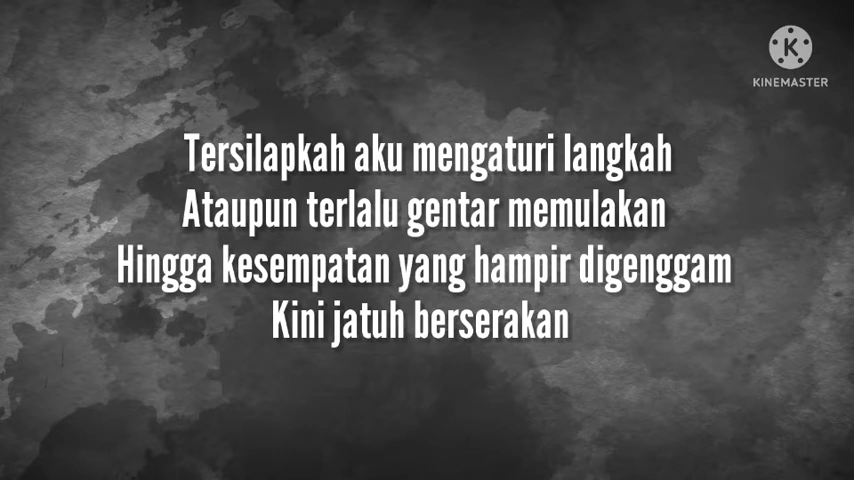 K
KINEMASTER
Tersilapkah aku mengaturi langkah
Ataupun terlalu gentar memulakan
Hingga kesempatan yang hampir digenggam
Kini jatuh berserakan